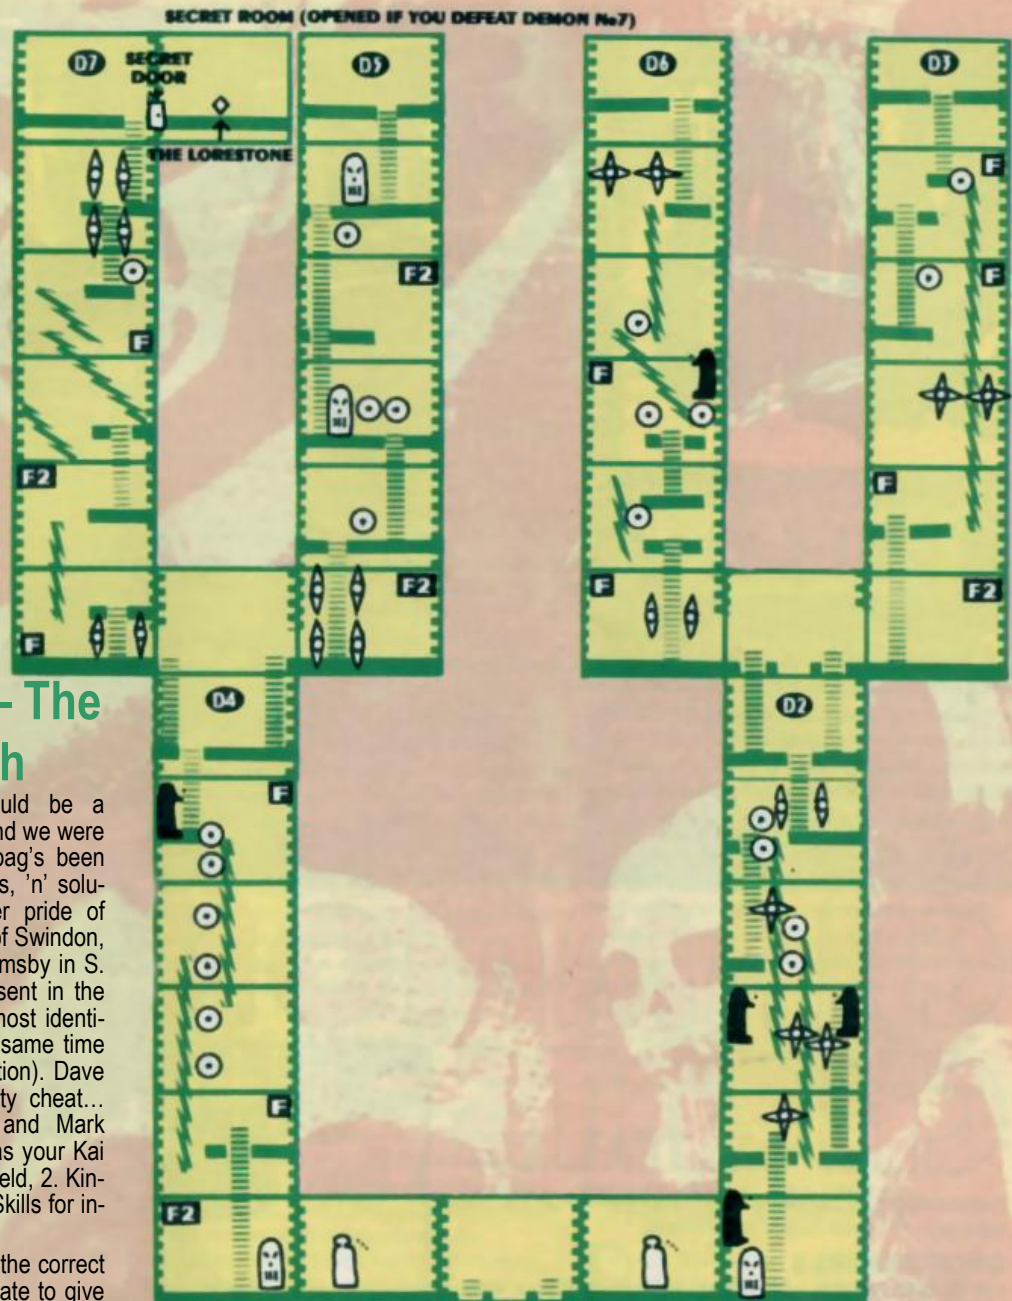 SECRET ROOM (OPENED IF YOU DEFEAT DEMON No7)
D7
SECRET
DOOR
D5
D6
D3
THE LORESTONE
F
F2
F
F
F2
F
F2
F
F
F2
F
F2
– The
h
D4
D2
uld be a
nd we were
bag's been
s, 'n' solu-
er pride of
of Swindon,
imsby in S.
sent in the
most identi-
same time
tion). Dave
ty cheat...
and Mark
as your Kai
eld, 2. Kin-
Skills for in-
the correct
ate to give
F
F
F2